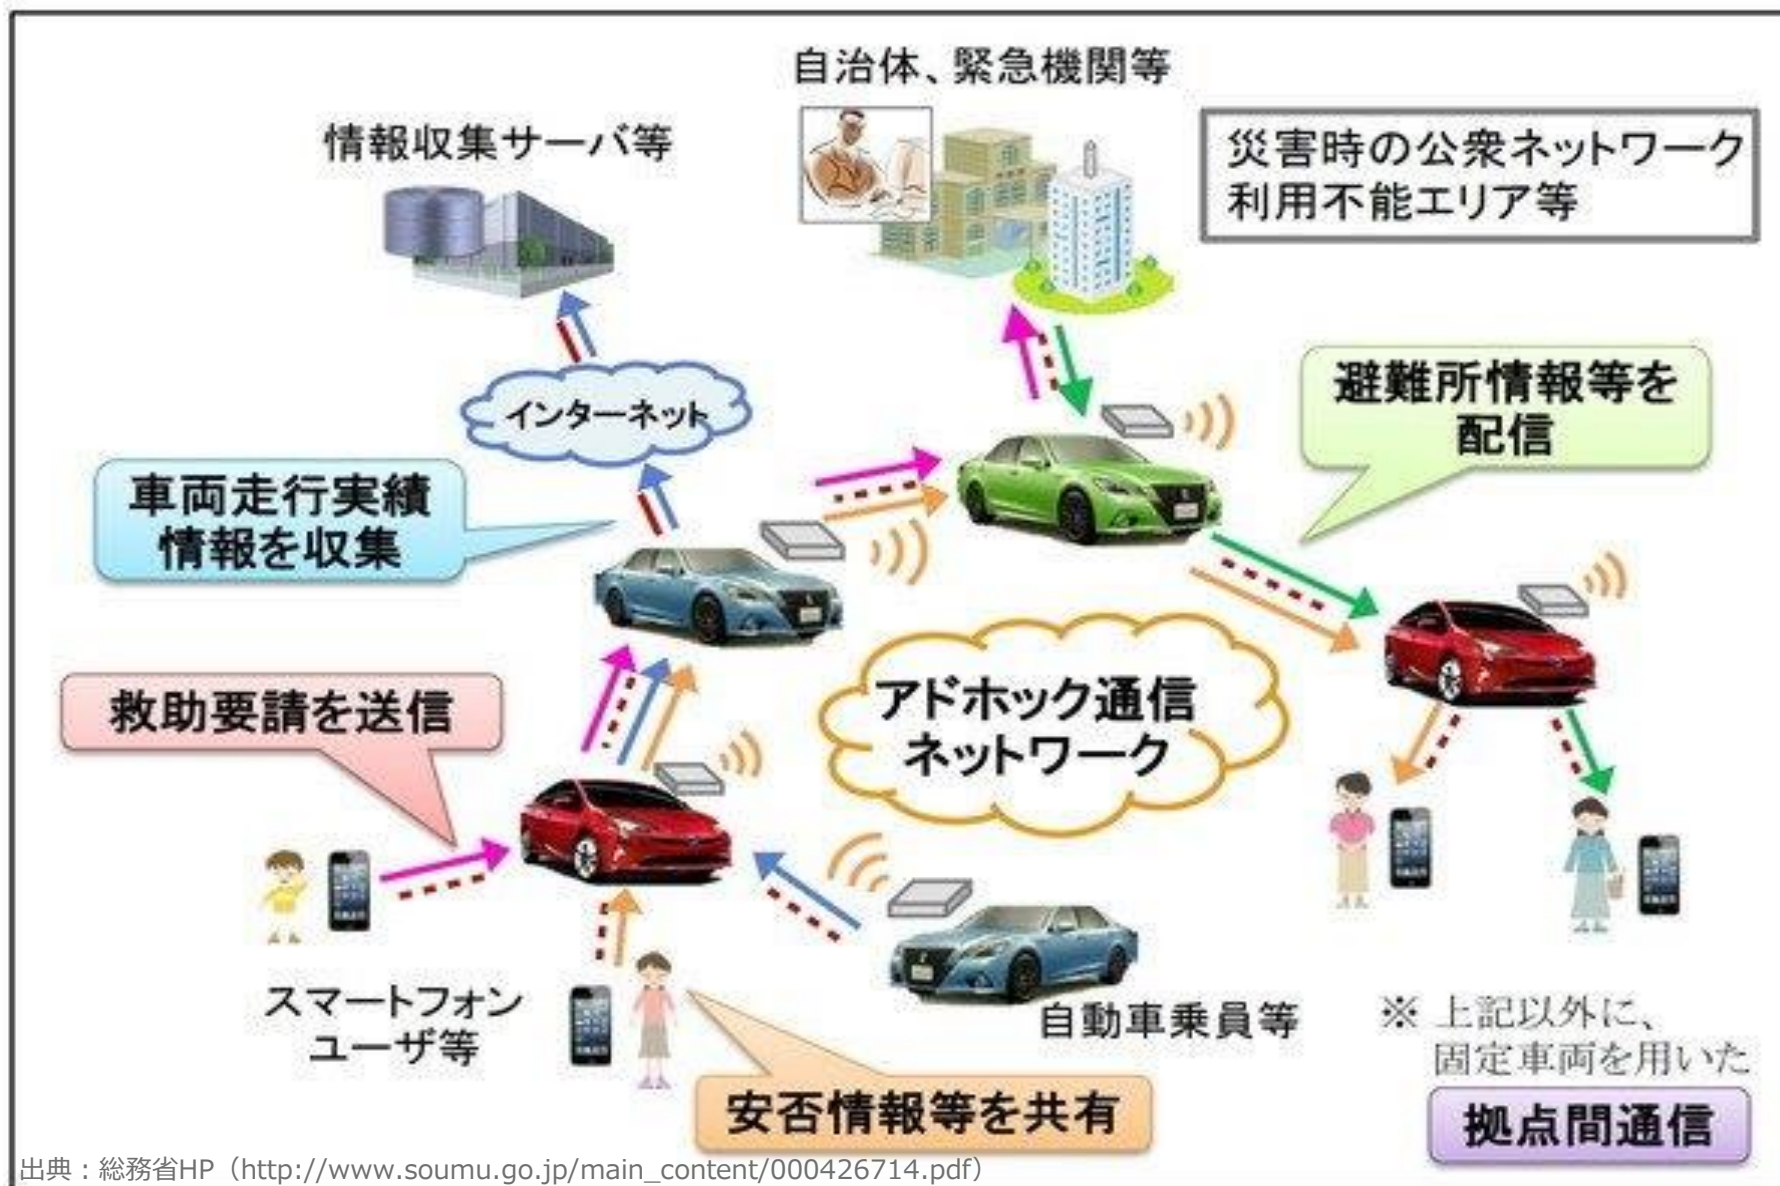 自治体、緊急機関等
情報収集サーバ等
災害時の公衆ネットワーク
利用不能エリア等
インターネット
避難所情報等を
配信
車両走行実績
情報を収集
救助要請を送信
アドホック通信
ネットワーク
スマートフォン
ユーザ等
自動車乗員等
安否情報等を共有
※ 上記以外に、
固定車両を用いた
拠点間通信
出典：総務省HP（http://www.soumu.go.jp/main_content/000426714.pdf）